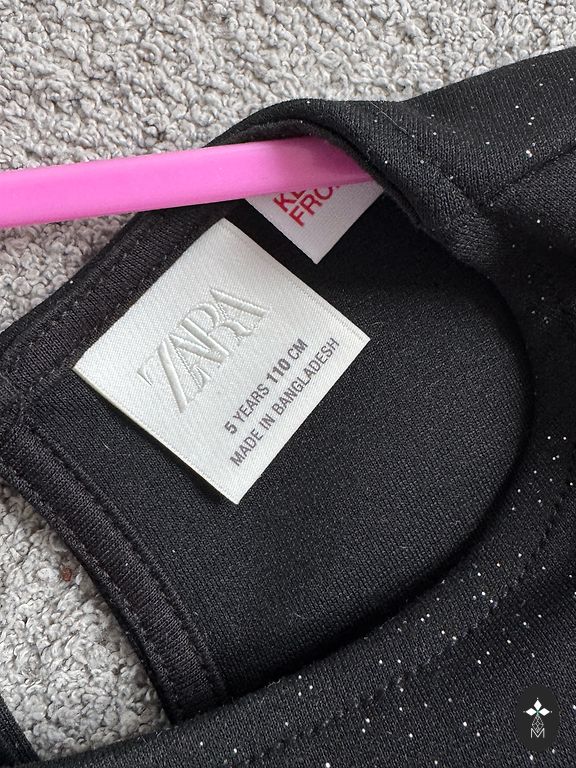 ZARA
5 YEARS 110 CM
MADE IN BANGLADESH
M